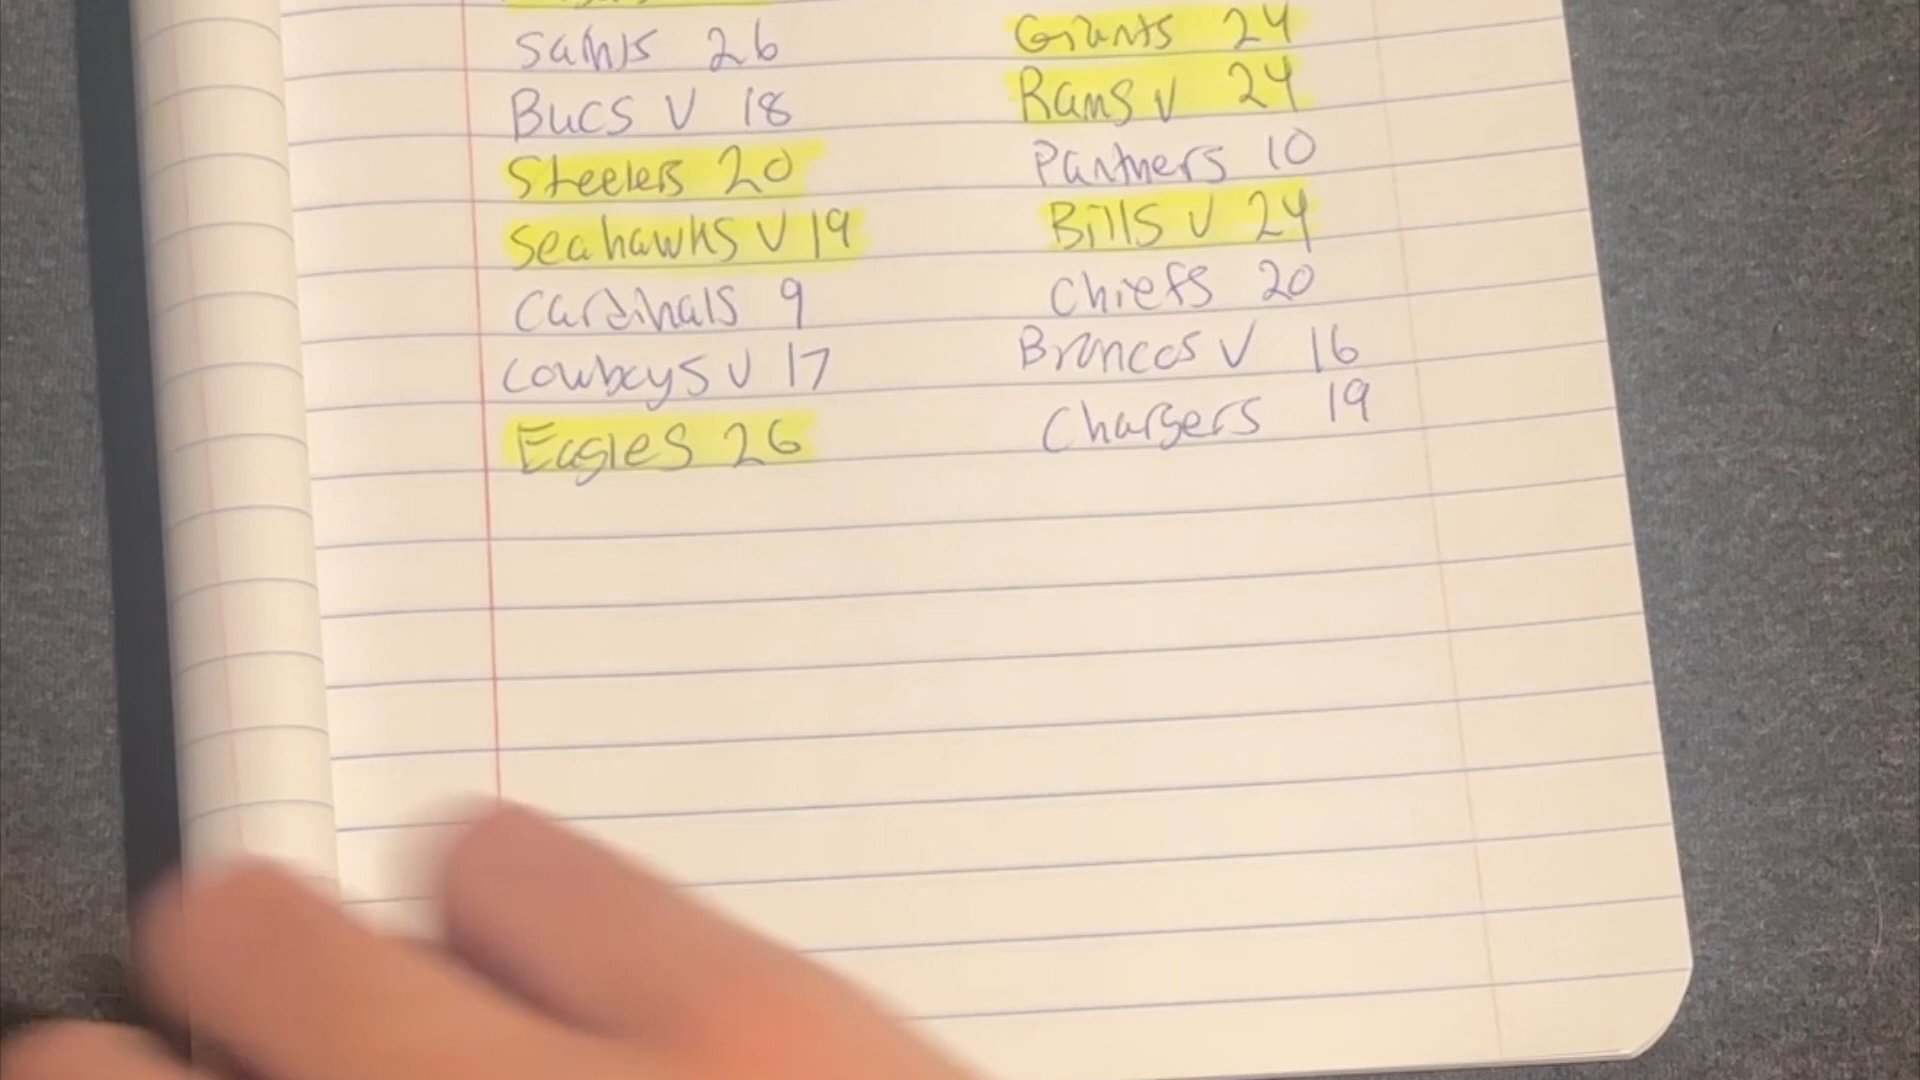 Saints 26
Bucs V 18
Steelers 20
Seahawks V 19
Cardinals 9
Cowboys V 17
Eagles 26
Giants 24
Rams V 24
Panthers 10
Bills V 24
Chiefs 20
Broncos V 16
Chargers 19